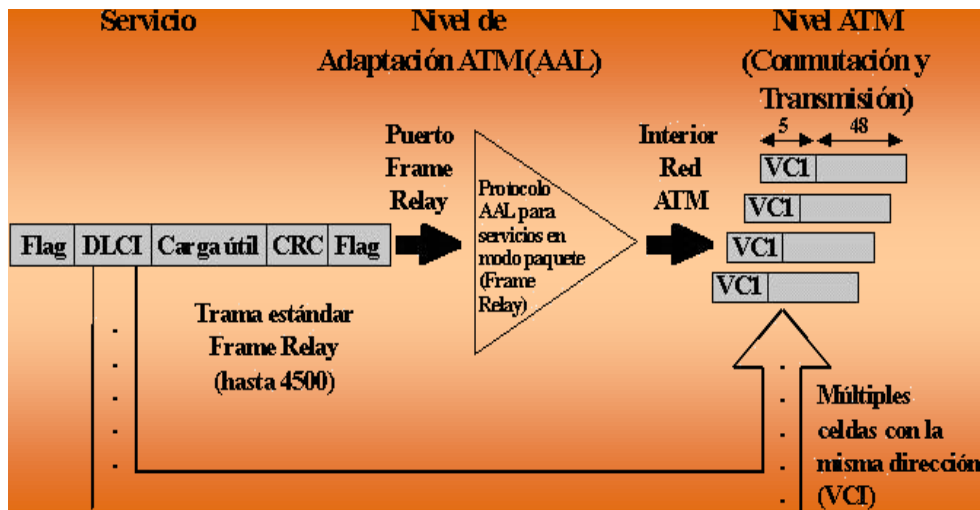 Servicio
Nivel de
Adaptación ATM(AAL)
Nivel ATM
(Conmutación y
Transmisión)
5
48
Puerto
Frame
Relay
Protocolo
AAL para
servicios en
modo paquete
(Frame
Relay)
Interior
Red
ATM
VC1
VC1
VC1
VC1
Flag
DLCI
Carga útil
CRC
Flag
Trama estándar
Frame Relay
(hasta 4500)
Múltiples
celdas con la
misma dirección
(VCI)